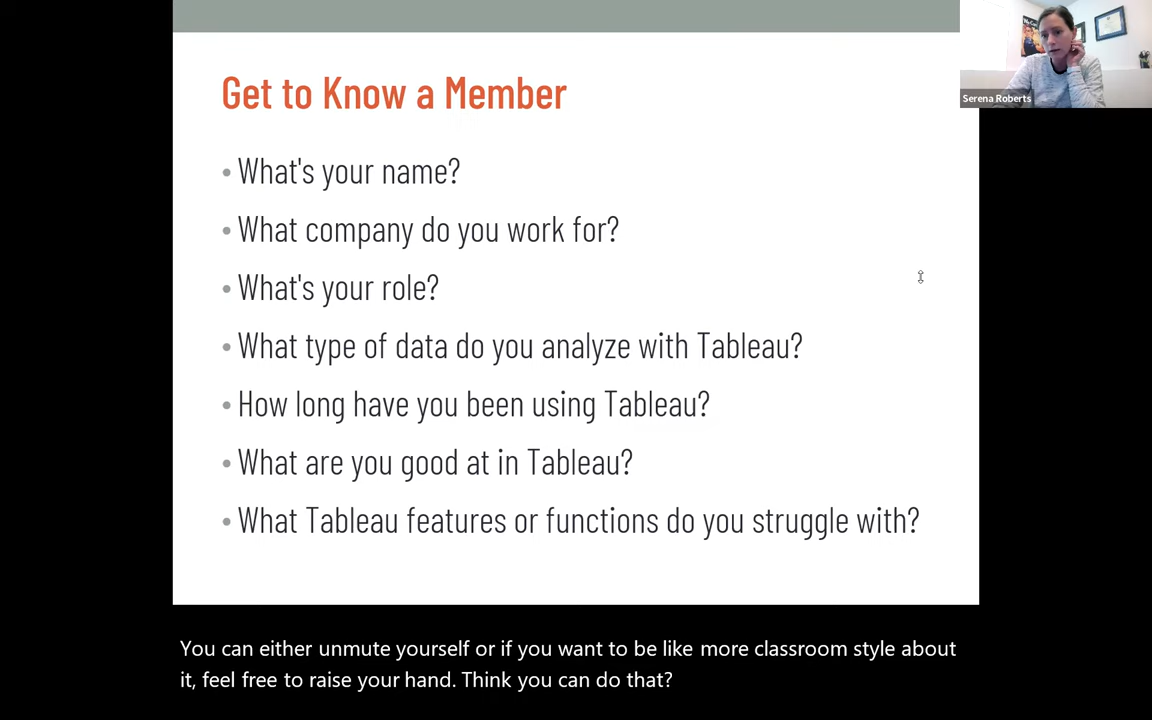 Get to Know a Member
• What's your name?
• What company do you work for?
• What's your role?
• What type of data do you analyze with Tableau?
• How long have you been using Tableau?
• What are you good at in Tableau?
• What Tableau features or functions do you struggle with?
Serena Roberts
You can either unmute yourself or if you want to be like more classroom style about
it, feel free to raise your hand. Think you can do that?